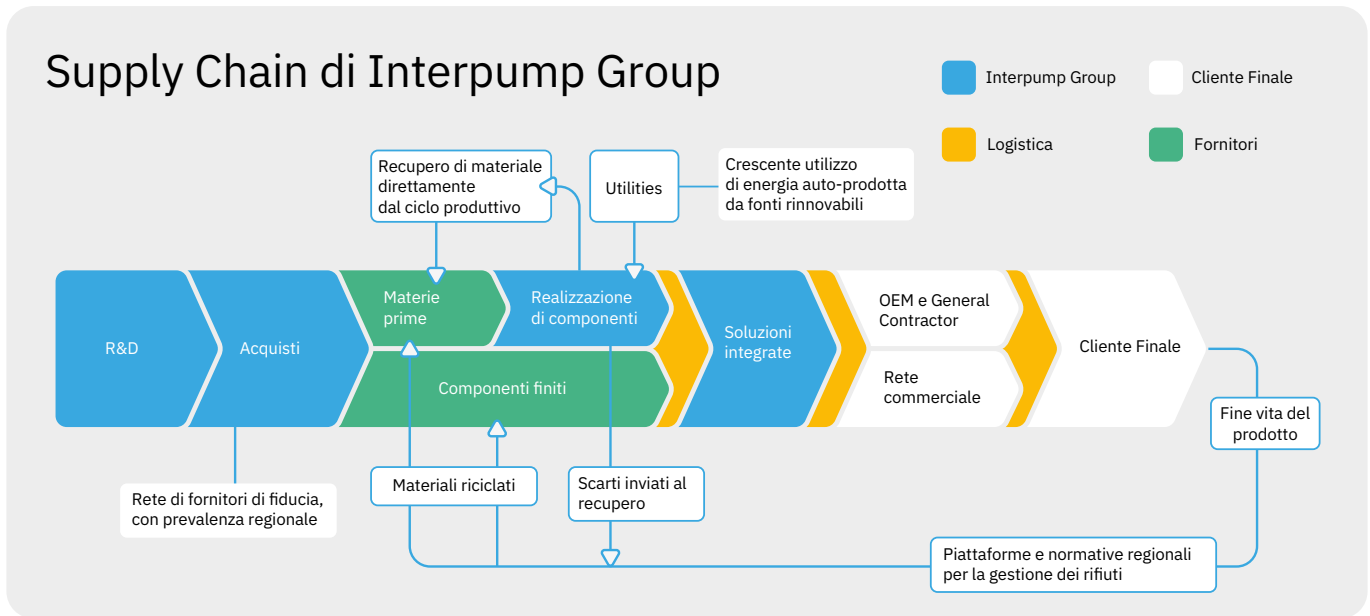 Supply Chain di Interpump Group
Interpump Group
Cliente Finale
Logistica
Fornitori
Recupero di materiale
direttamente
dal ciclo produttivo
Utilities
Crescente utilizzo
di energia auto-prodotta
da fonti rinnovabili
R&D
Acquisti
Materie
prime
Realizzazione
di componenti
Componenti finiti
Soluzioni
integrate
OEM e General
Contractor
Rete
commerciale
Cliente Finale
Fine vita del
prodotto
Rete di fornitori di fiducia,
con prevalenza regionale
Materiali riciclati
Scarti inviati al
recupero
Piattaforme e normative regionali
per la gestione dei rifiuti